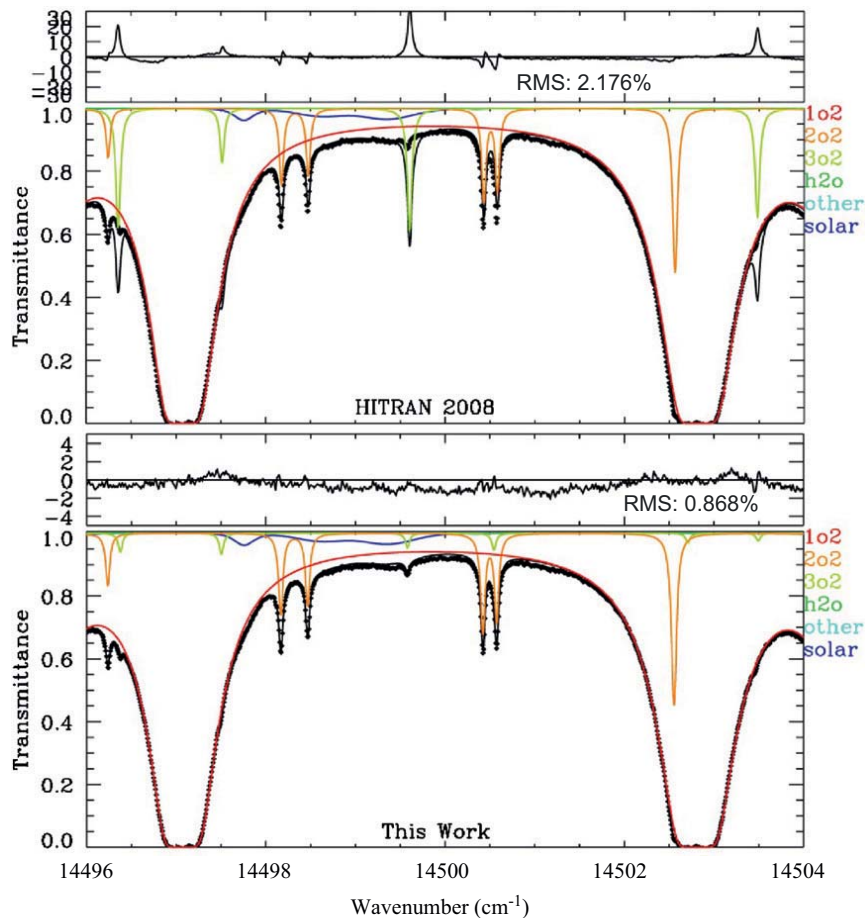 30
20
10
0
-10
-
=30
RMS: 2.176%
1.0
0.8
0.6
0.4
0.2
0.0
Transmittance
HITRAN 2008
1o2
2o2
3o2
h2o
other
solar
4
2
0
-2
-4
RMS: 0.868%
1.0
0.8
0.6
0.4
0.2
0.0
Transmittance
This Work
1o2
2o2
3o2
h2o
other
solar
14496 14498 14500 14502 14504
Wavenumber (cm⁻¹)